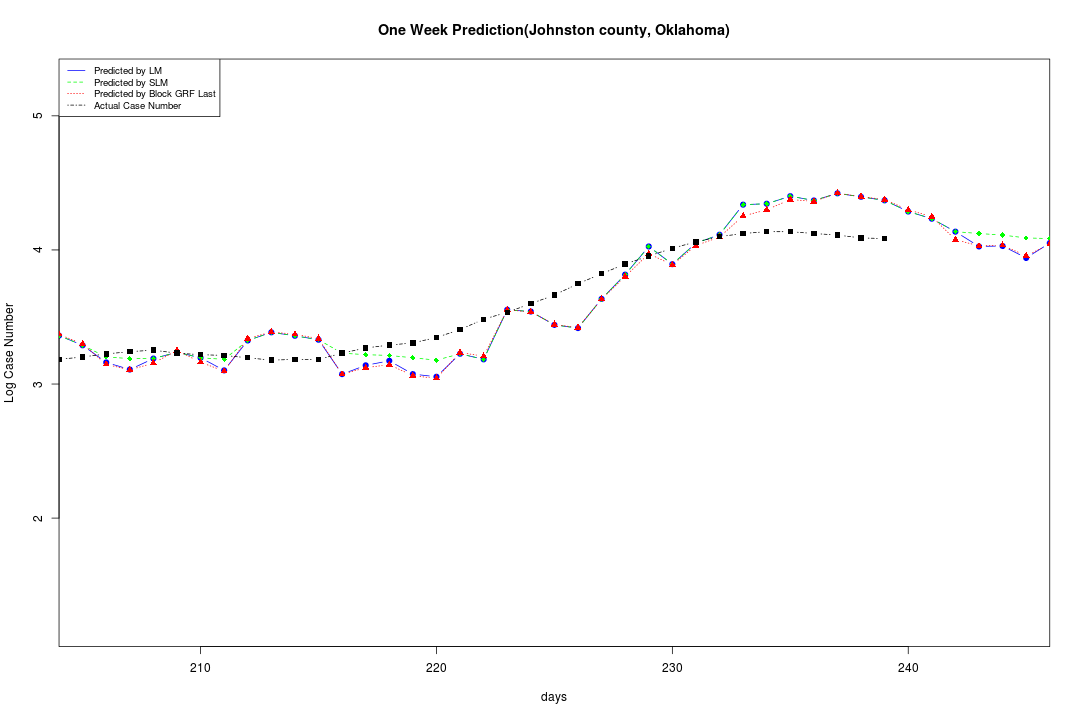 One Week Prediction(Johnston county, Oklahoma)
Predicted by LM
Predicted by SLM
Predicted by Block GRF Last
Actual Case Number
Log Case Number
5
4
3
2
210
220
230
240
days